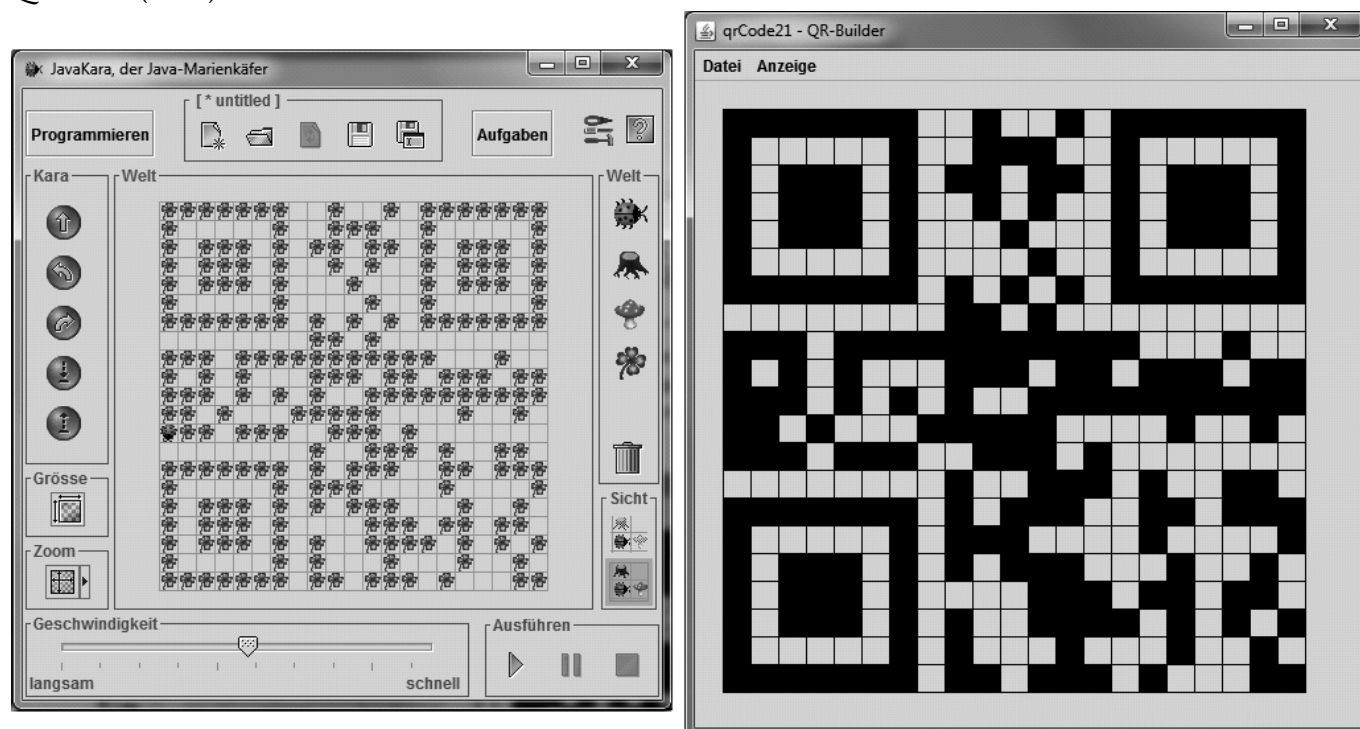 JavaKara, der Java-Marienkäfer
Programmieren
[ * untitled ]
Aufgaben
Kara
Welt
Welt
Grösse
Zoom
Sicht
Geschwindigkeit
langsam
schnell
Ausführen
qrCode21 - QR-Builder
Datei Anzeige